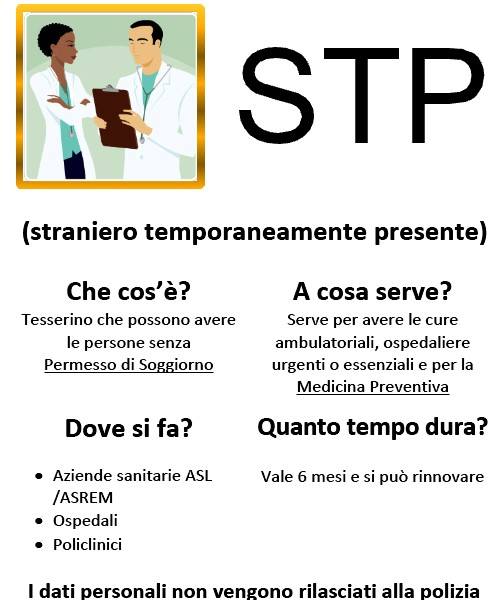 STP
(straniero temporaneamente presente)
Che cos'è?
Tesserino che possono avere
le persone senza
Permesso di Soggiorno
A cosa serve?
Serve per avere le cure
ambulatoriali, ospedaliere
urgenti o essenziali e per la
Medicina Preventiva
Dove si fa?
• Aziende sanitarie ASL
/ASREM
• Ospedali
• Policlinici
Quanto tempo dura?
Vale 6 mesi e si può rinnovare
I dati personali non vengono rilasciati alla polizia